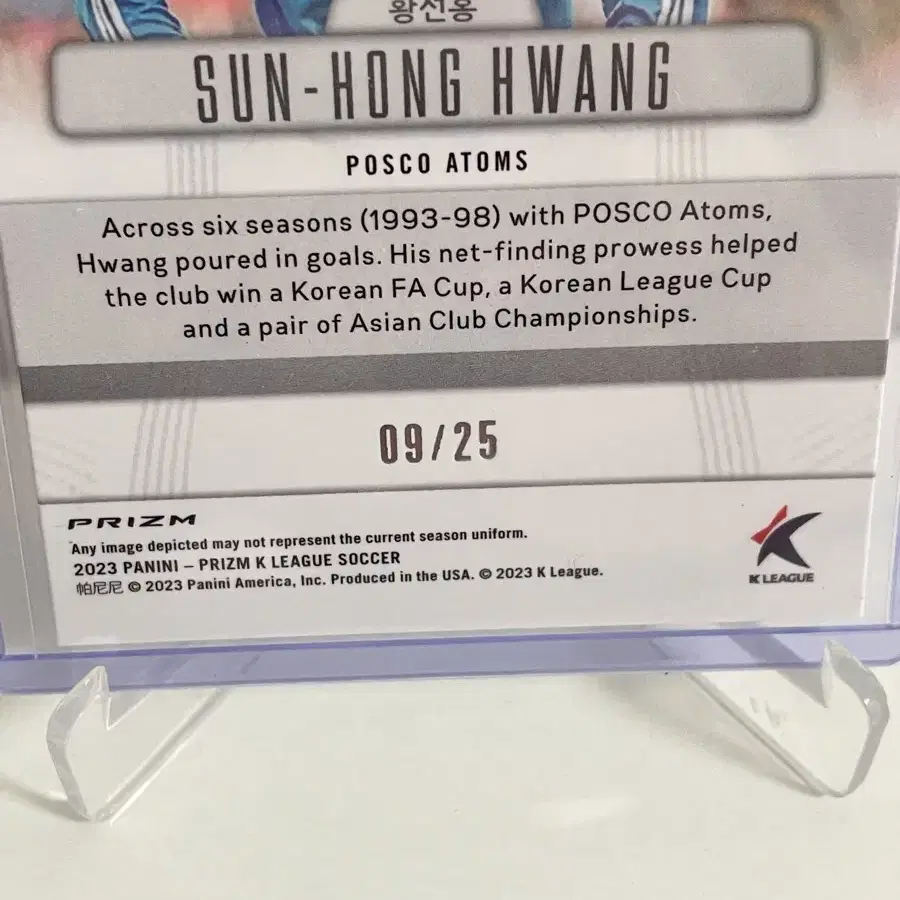 왕선옹
SUN-HONG HWANG
POSCO ATOMS
Across six seasons (1993-98) with POSCO Atoms,
Hwang poured in goals. His net-finding prowess helped
the club win a Korean FA Cup, a Korean League Cup
and a pair of Asian Club Championships.
09/25
PRIZM
Any image depicted may not represent the current season uniform.
2023 PANINI – PRIZM K LEAGUE SOCCER
帕尼尼 © 2023 Panini America, Inc. Produced in the USA. © 2023 K League.
K LEAGUE